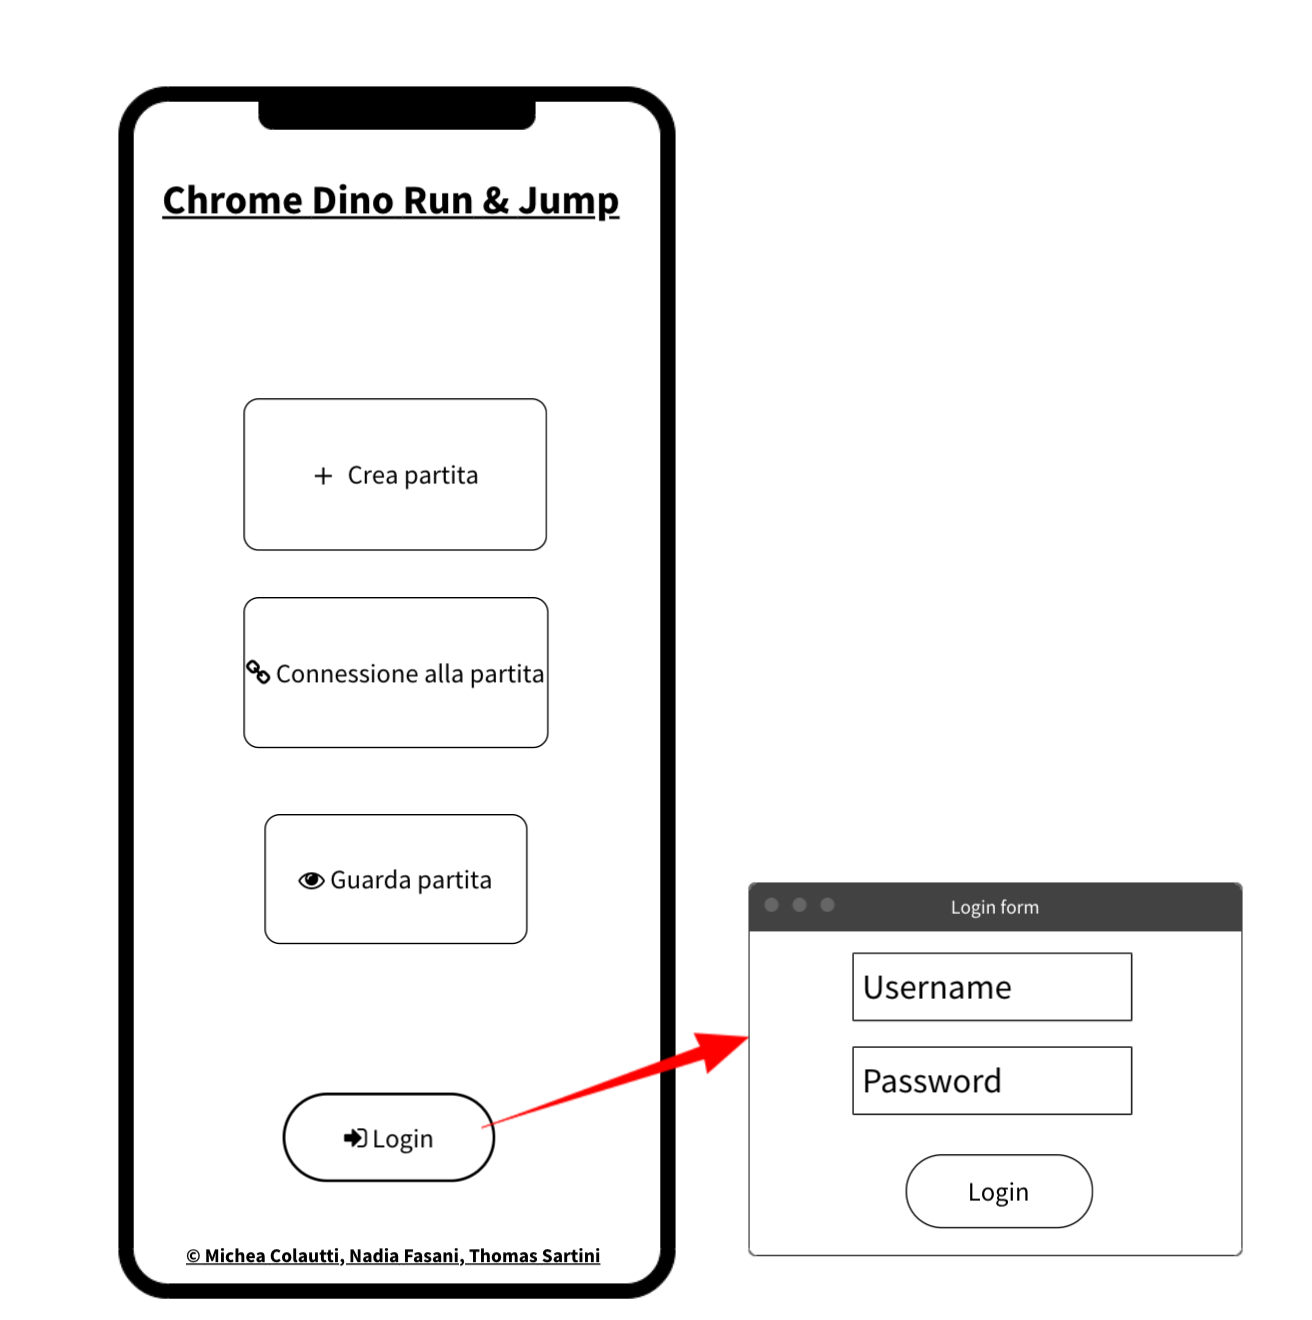 Chrome Dino Run & Jump
+ Crea partita
Connessione alla partita
Guarda partita
Login
© Michea Colautti, Nadia Fasani, Thomas Sartini
Login form
Username
Password
Login